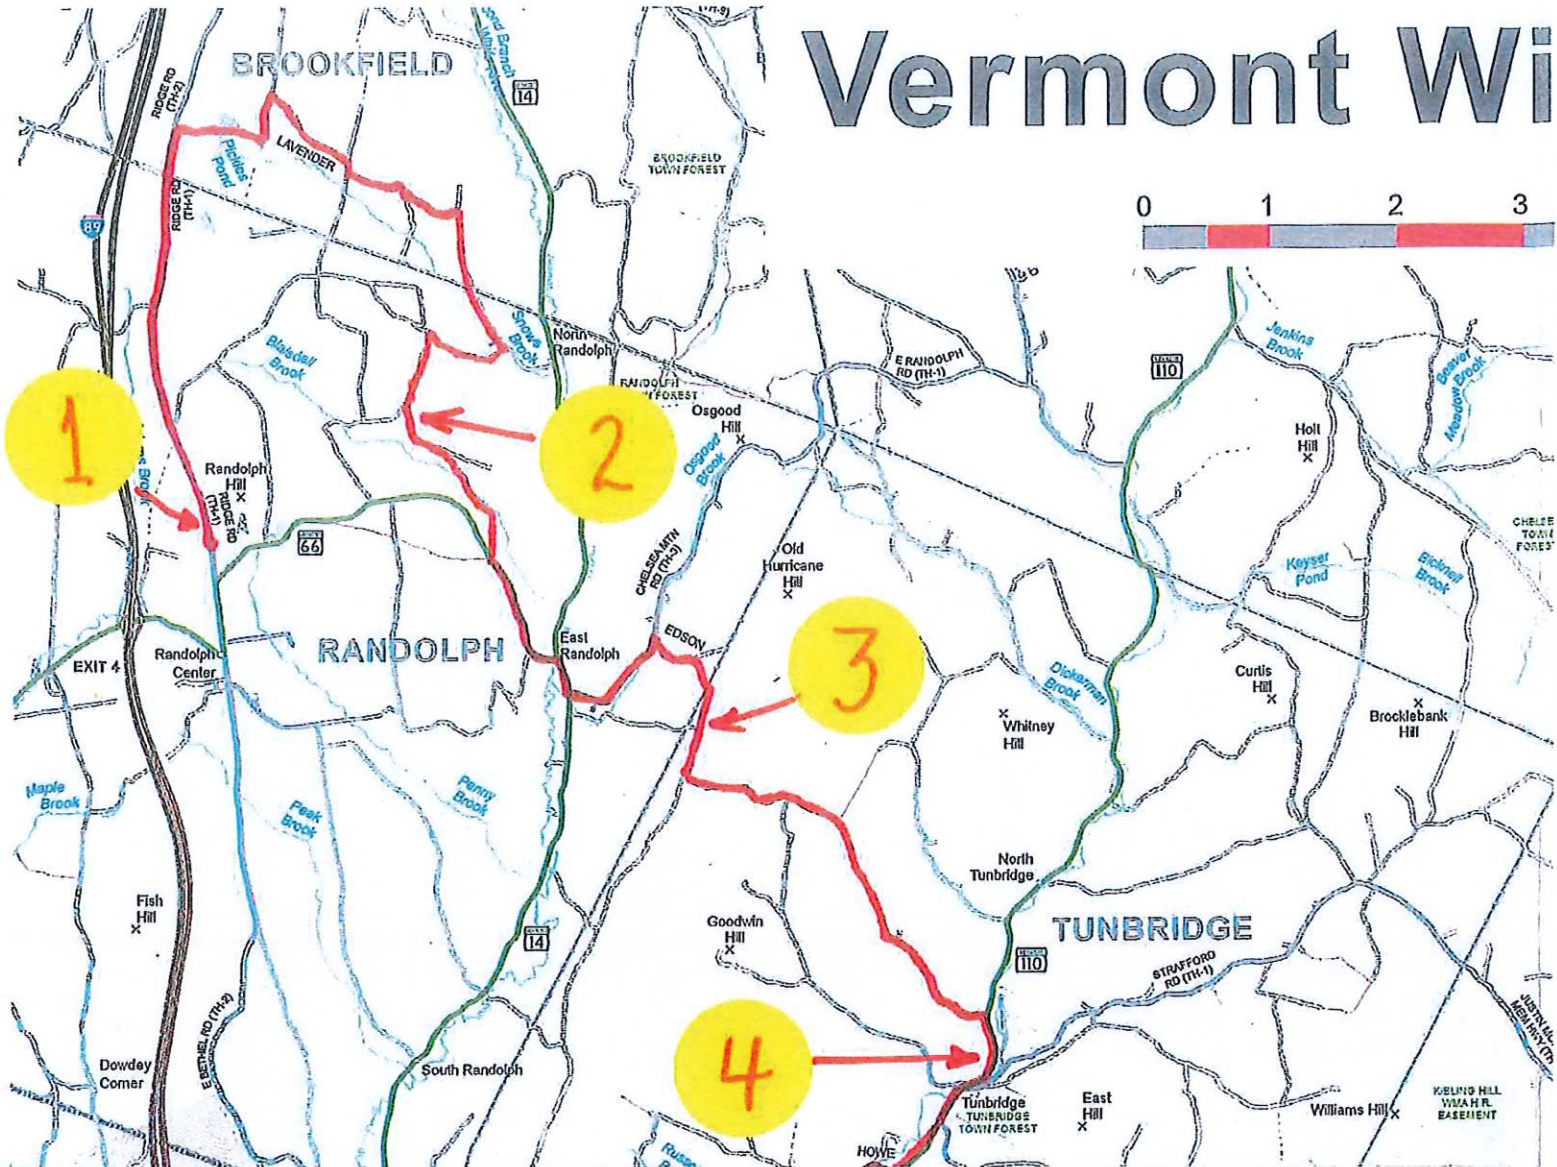 Vermont Wi
0 1 2 3
BROOKFIELD
RIDGE RD
(TH-2)
14
BROOKFIELD
TOWN FOREST
Pickles
Pond
LAVENDER
RIDGE RD
(TH-1)
89
Snows
Brook
North
Randolph
Blaisdell
Brook
RANDOLPH
FOREST
E RANDOLPH
RD (TH-1)
110
Jenkins
Brook
Beaver
Meadow Brook
1
2
Osgood
Hill
Osgood
Brook
Holt
Hill
Randolph
Hill
RIDGE RD
(TH-1)
66
CHELSEA MTN
RD (TH-3)
Old
Hurricane
Hill
Keyser
Pond
Bicknell
Brook
CHELSE
TOWN
FOREST
EXIT 4
Randolph
Center
RANDOLPH
East
Randolph
EDSON
3
Dickerman
Brook
Whitney
Hill
Curtis
Hill
Brocklebank
Hill
Maple
Brook
Peak
Brook
Penny
Brook
North
Tunbridge
Fish
Hill
14
Goodwin
Hill
TUNBRIDGE
110
STRAFFORD
RD (TH-1)
E BETHEL RD (TH-2)
Dowdey
Corner
South Randolph
4
Tunbridge
TUNBRIDGE
TOWN FOREST
East
Hill
Williams Hill
EASEMENT
HOWE